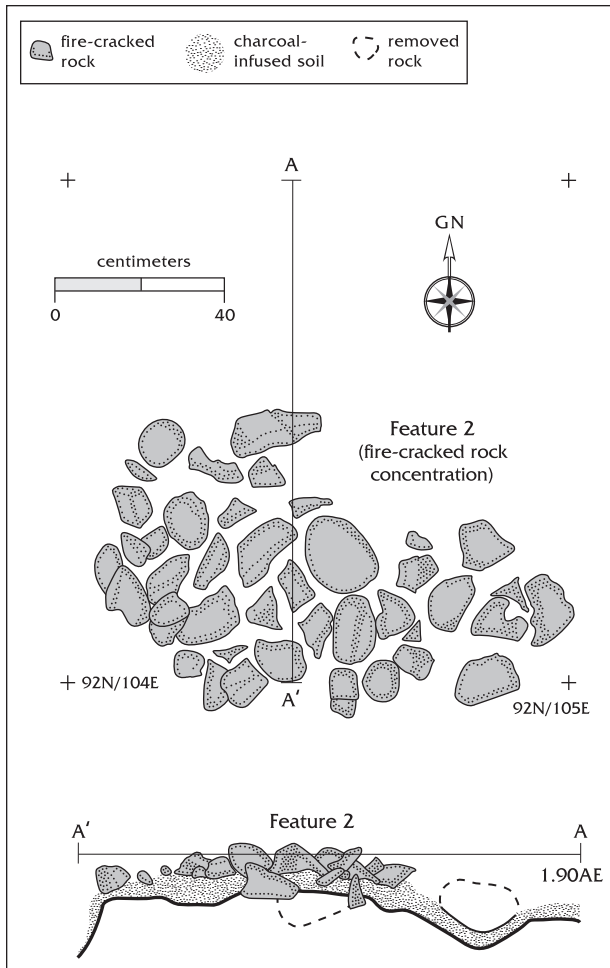 fire-cracked
rock
charcoal-
infused soil
removed
rock
A
GN
centimeters
0 40
Feature 2
(fire-cracked rock
concentration)
92N/104E
A'
92N/105E
Feature 2
A' A
1.90AE